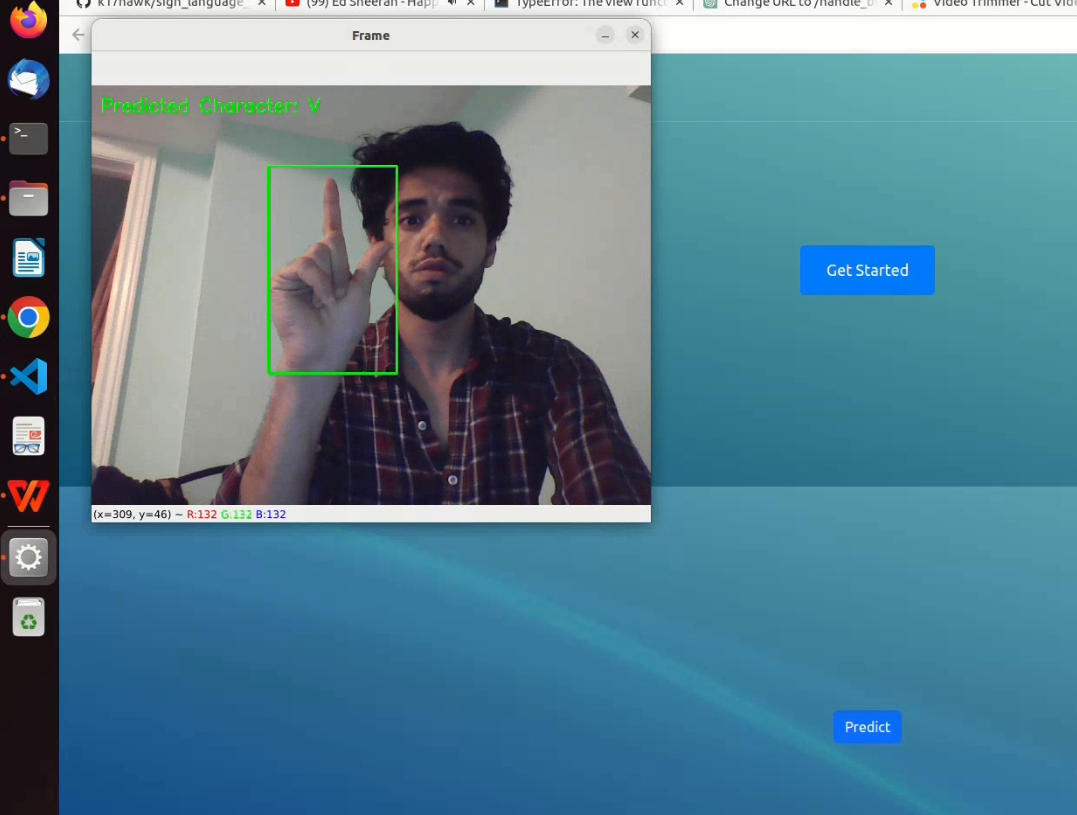 k17hawk/sign_language_
(99) Ed Sheeran - Happ
TypeError: The view func
Change URL to /handle_
Video Trimmer - Cut Vid
Frame
Predicted Character: V
Get Started
(x=309, y=46) ~ R:132 G:132 B:132
Predict